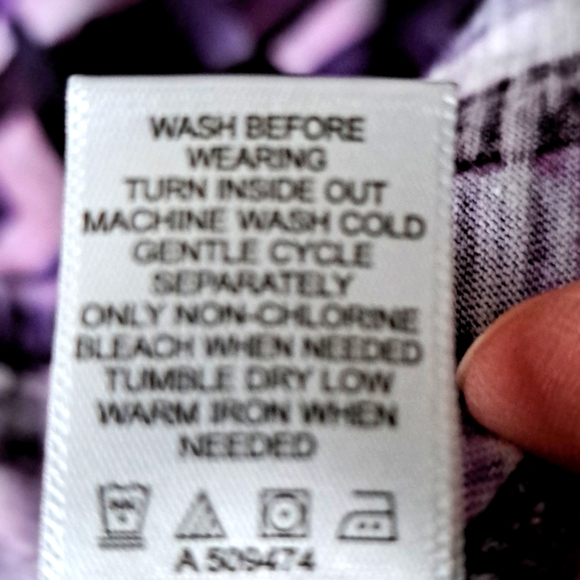 WASH BEFORE
WEARING
TURN INSIDE OUT
MACHINE WASH COLD
GENTLE CYCLE
SEPARATELY
ONLY NON-CHLORINE
BLEACH WHEN NEEDED
TUMBLE DRY LOW
WARM IRON WHEN
NEEDED
A 509474